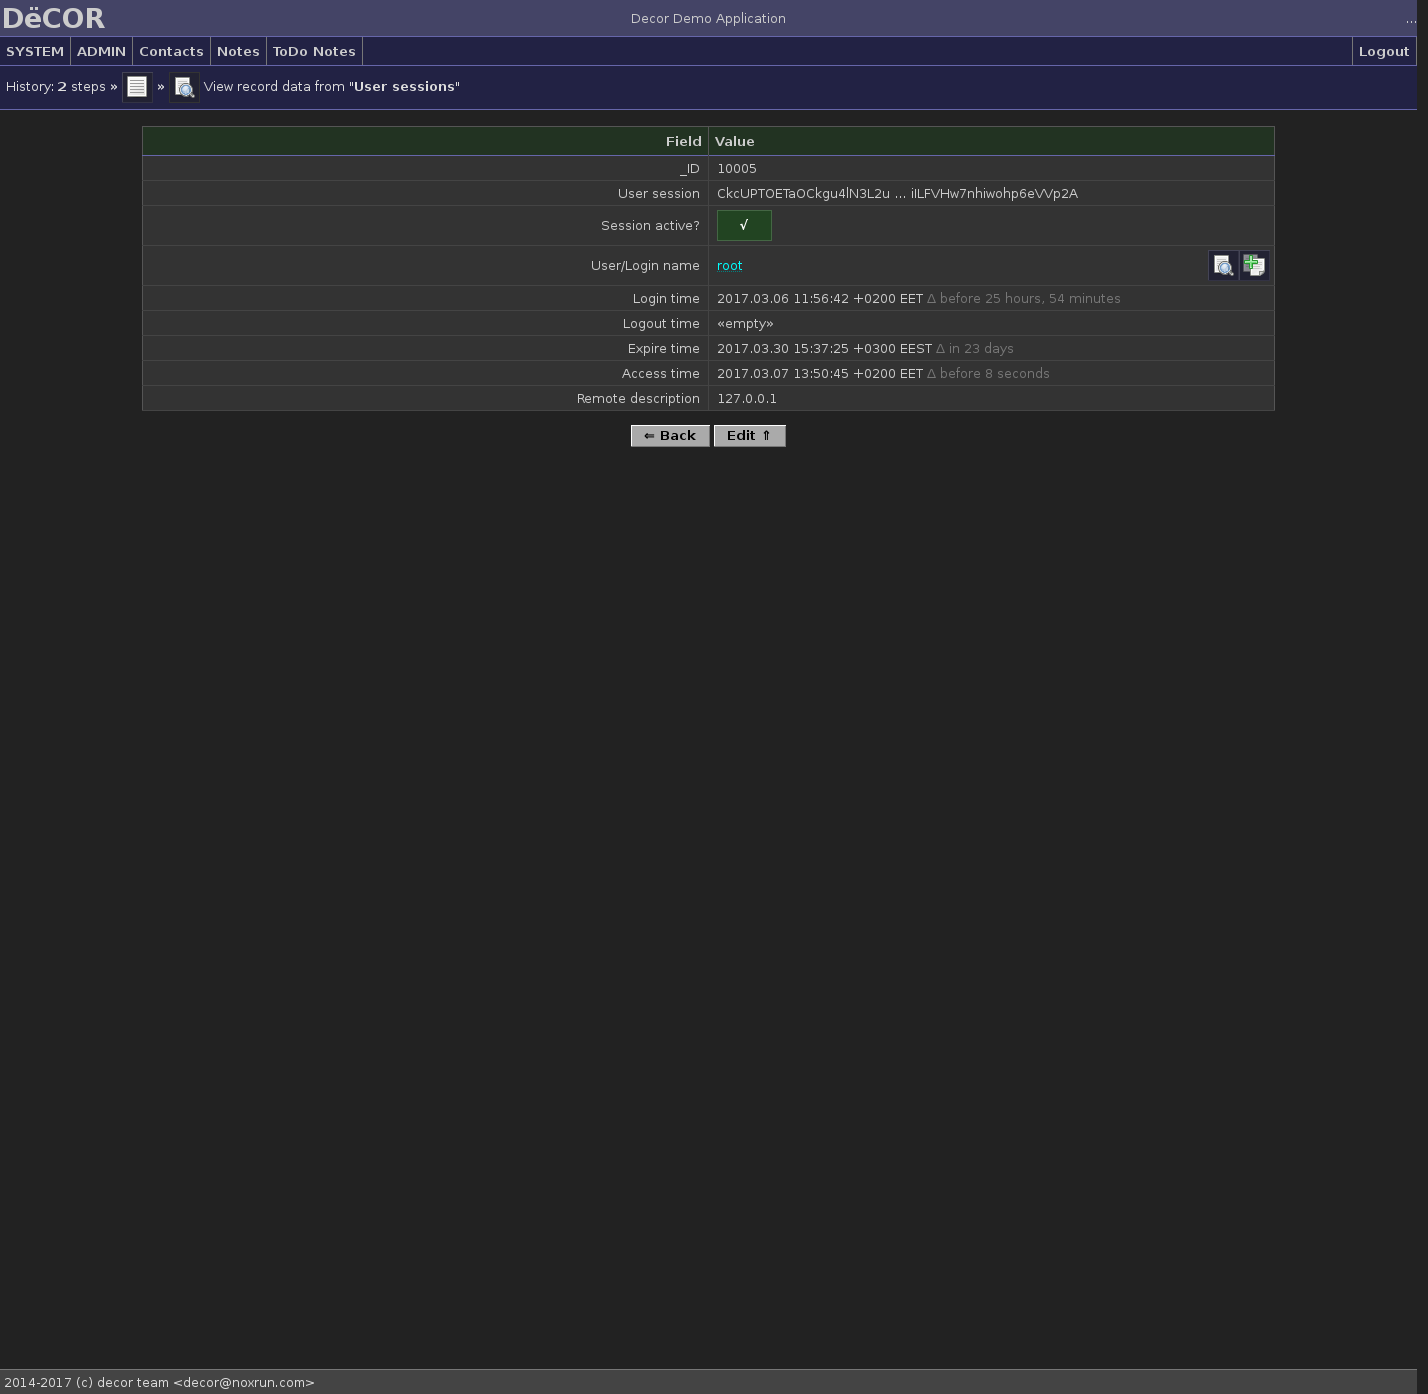 DëCOR Decor Demo Application ...
SYSTEM ADMIN Contacts Notes ToDo Notes Logout
History: 2 steps » » View record data from "User sessions"
Field Value
_ID 10005
User session CkcUPTOETaOCkgu4lN3L2u ... iILFVHw7nhiwohp6eVVp2A
Session active? √
User/Login name root
Login time 2017.03.06 11:56:42 +0200 EET Δ before 25 hours, 54 minutes
Logout time «empty»
Expire time 2017.03.30 15:37:25 +0300 EEST Δ in 23 days
Access time 2017.03.07 13:50:45 +0200 EET Δ before 8 seconds
Remote description 127.0.0.1
⇐ Back Edit ⇑
2014-2017 (c) decor team <decor@noxrun.com>